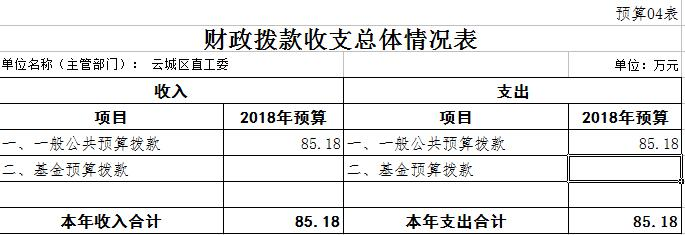 预算04表
财政拨款收支总体情况表
单位名称（主管部门）： 云城区直工委 单位：万元
收入 支出
项目 2018年预算 项目 2018年预算
一、一般公共预算拨款 85.18 一、一般公共预算拨款 85.18
二、基金预算拨款 二、基金预算拨款
本年收入合计 85.18 本年支出合计 85.18